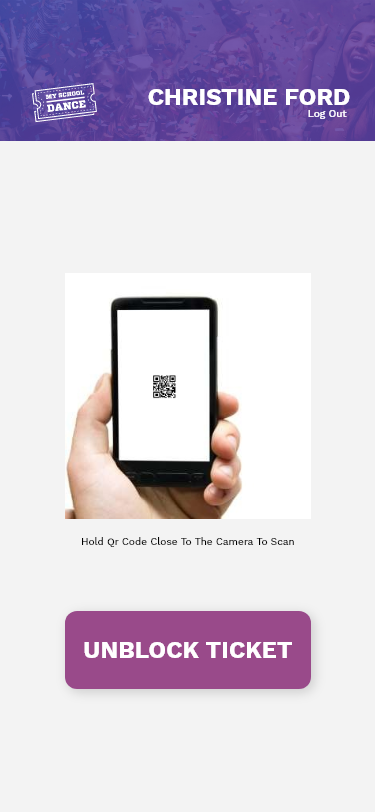 MY SCHOOL
DANCE
CHRISTINE FORD
Log Out
Hold Qr Code Close To The Camera To Scan
UNBLOCK TICKET